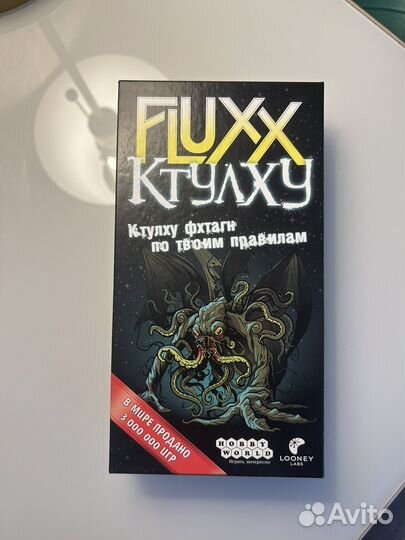 FLUXX
КТУЛХУ
Ктулху фхтагн
по твоим правилам
В МИРЕ ПРОДАНО
3 000 000 ИГР
HOBBY
WORLD
Играть интересно
LOONEY
LABS
Avito